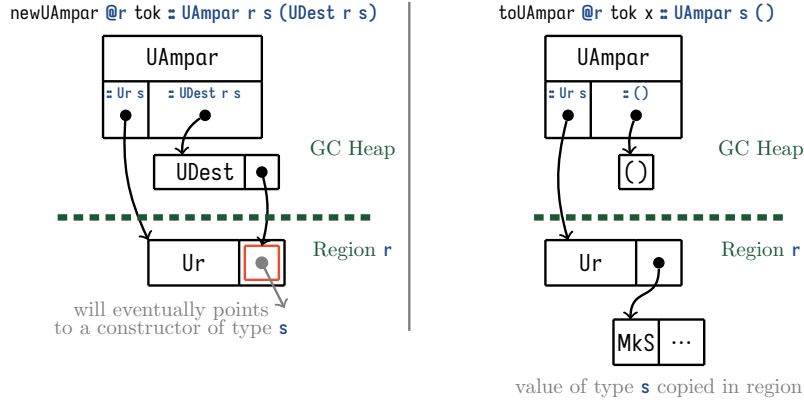 newUAmpar @r tok :: UAmpar r s (UDest r s)
UAmpar
:: Ur s
:: UDest r s
UDest
GC Heap
Ur
Region r
will eventually points
to a constructor of type s
toUAmpar @r tok x :: UAmpar s ()
UAmpar
:: Ur s
:: ()
()
GC Heap
Ur
Region r
MkS
⋯
value of type s copied in region